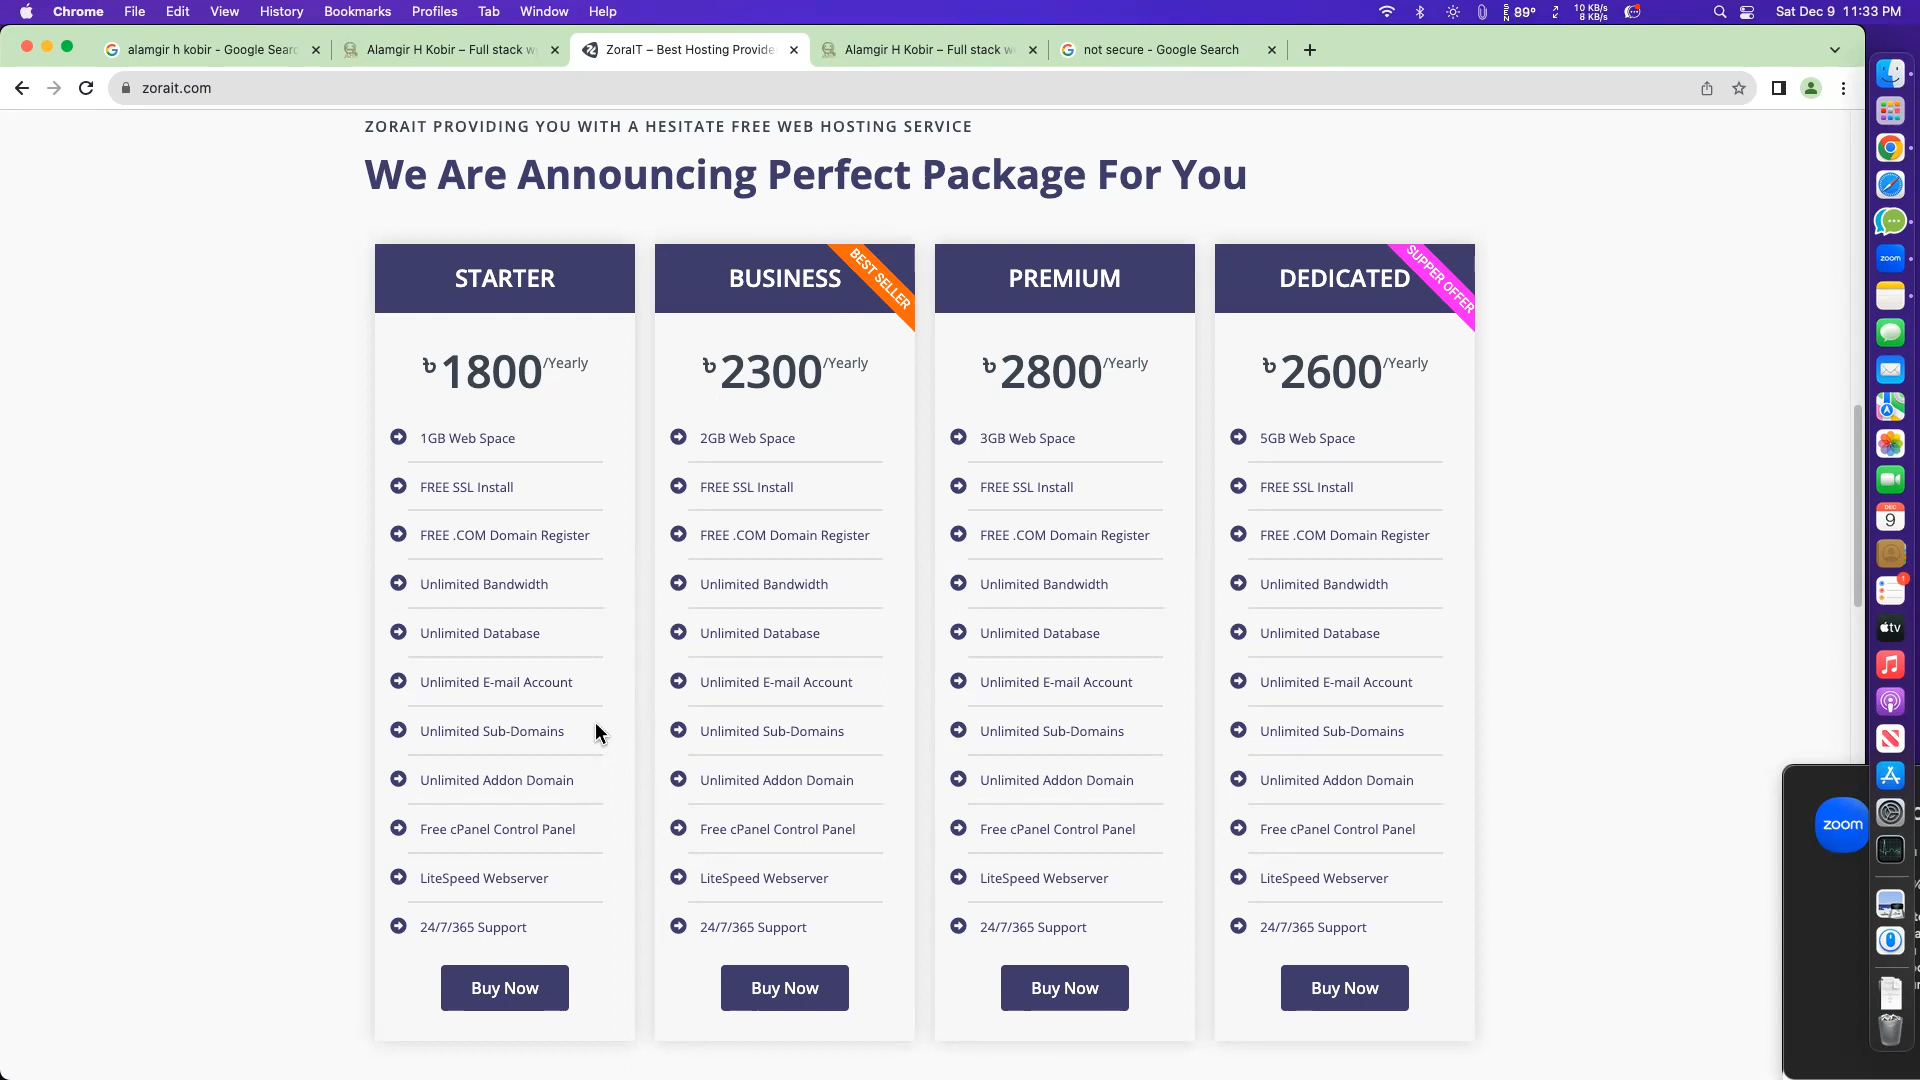 Chrome File Edit View History Bookmarks Profiles Tab Window Help
89° 10 KB/s 8 KB/s Sat Dec 9 11:33 PM
alamgir h kobir - Google Searc
Alamgir H Kobir – Full stack w
ZoraIT – Best Hosting Provide
Alamgir H Kobir – Full stack we
not secure - Google Search
zorait.com
ZORAIT PROVIDING YOU WITH A HESITATE FREE WEB HOSTING SERVICE
We Are Announcing Perfect Package For You
STARTER
৳1800/Yearly
1GB Web Space
FREE SSL Install
FREE .COM Domain Register
Unlimited Bandwidth
Unlimited Database
Unlimited E-mail Account
Unlimited Sub-Domains
Unlimited Addon Domain
Free cPanel Control Panel
LiteSpeed Webserver
24/7/365 Support
Buy Now
BUSINESS
BEST SELLER
৳2300/Yearly
2GB Web Space
FREE SSL Install
FREE .COM Domain Register
Unlimited Bandwidth
Unlimited Database
Unlimited E-mail Account
Unlimited Sub-Domains
Unlimited Addon Domain
Free cPanel Control Panel
LiteSpeed Webserver
24/7/365 Support
Buy Now
PREMIUM
৳2800/Yearly
3GB Web Space
FREE SSL Install
FREE .COM Domain Register
Unlimited Bandwidth
Unlimited Database
Unlimited E-mail Account
Unlimited Sub-Domains
Unlimited Addon Domain
Free cPanel Control Panel
LiteSpeed Webserver
24/7/365 Support
Buy Now
DEDICATED
SUPPER OFFER
৳2600/Yearly
5GB Web Space
FREE SSL Install
FREE .COM Domain Register
Unlimited Bandwidth
Unlimited Database
Unlimited E-mail Account
Unlimited Sub-Domains
Unlimited Addon Domain
Free cPanel Control Panel
LiteSpeed Webserver
24/7/365 Support
Buy Now
zoom
DEC
9
1
tv
zoom